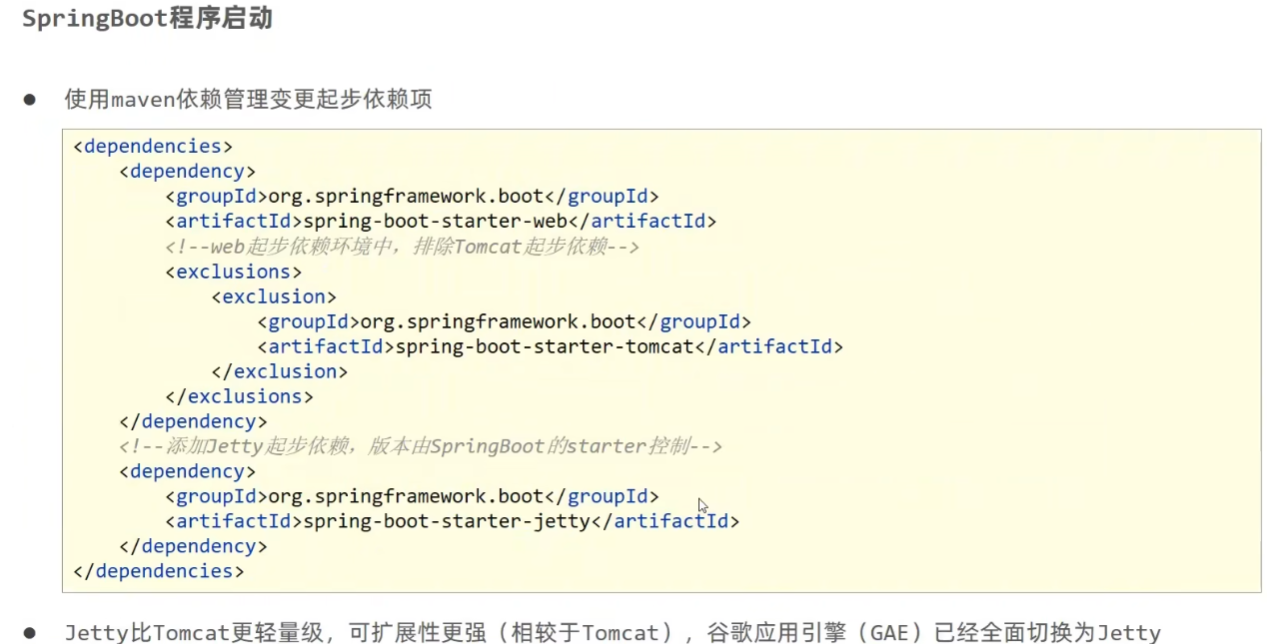 SpringBoot程序启动
● 使用maven依赖管理变更起步依赖项
<dependencies>
    <dependency>
        <groupId>org.springframework.boot</groupId>
        <artifactId>spring-boot-starter-web</artifactId>
        <!--web起步依赖环境中，排除Tomcat起步依赖-->
        <exclusions>
            <exclusion>
                <groupId>org.springframework.boot</groupId>
                <artifactId>spring-boot-starter-tomcat</artifactId>
            </exclusion>
        </exclusions>
    </dependency>
    <!--添加Jetty起步依赖，版本由SpringBoot的starter控制-->
    <dependency>
        <groupId>org.springframework.boot</groupId>
        <artifactId>spring-boot-starter-jetty</artifactId>
    </dependency>
</dependencies>
● Jetty比Tomcat更轻量级，可扩展性更强（相较于Tomcat），谷歌应用引擎（GAE）已经全面切换为Jetty